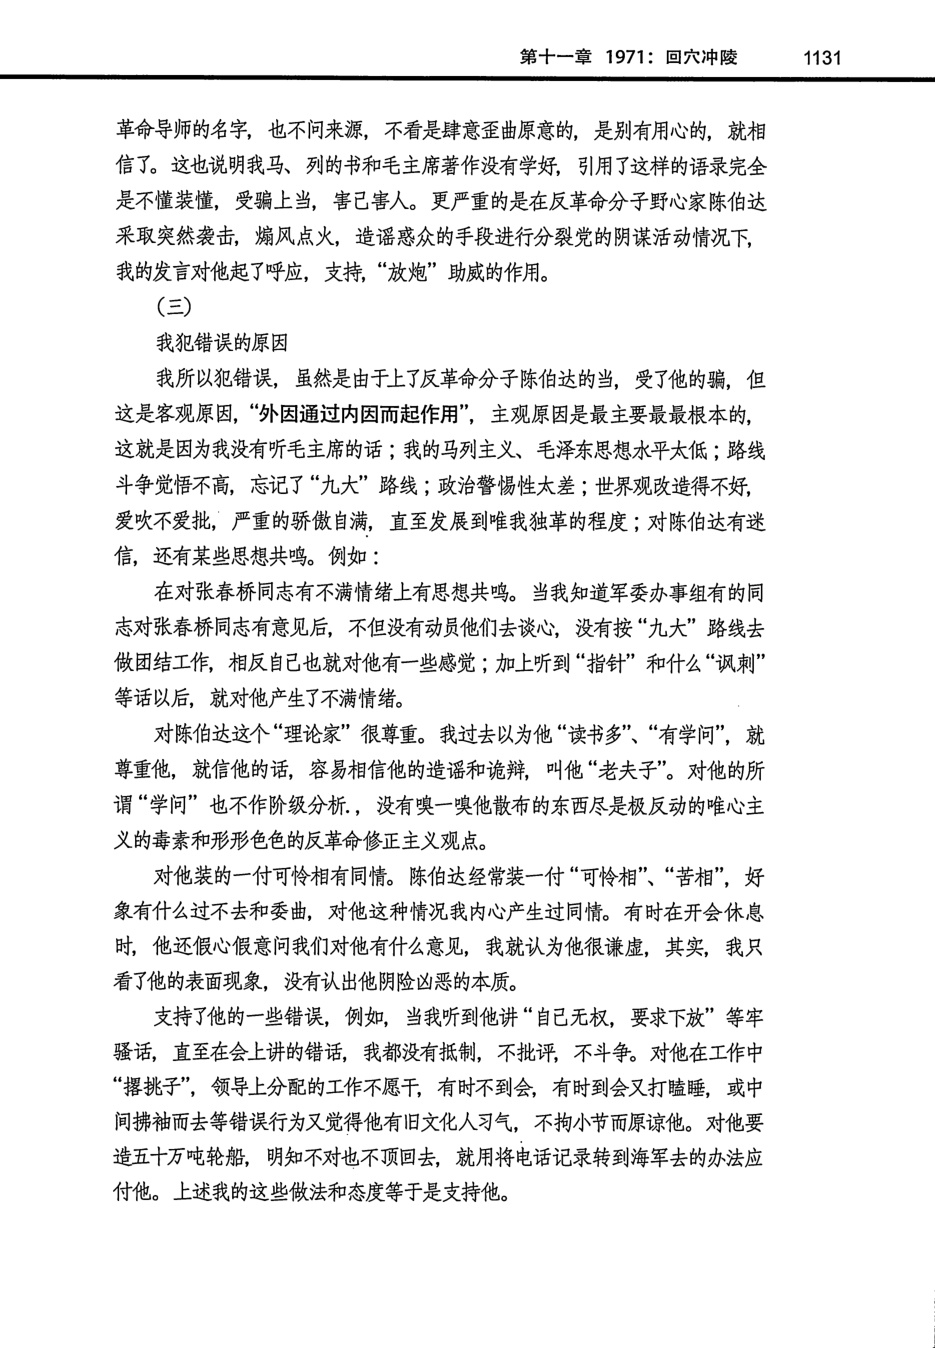 第十一章 1971：回穴冲陵 1131
革命导师的名字，也不问来源，不看是肆意歪曲原意的，是别有用心的，就相
信了。这也说明我马、列的书和毛主席著作没有学好，引用了这样的语录完全
是不懂装懂，受骗上当，害己害人。更严重的是在反革命分子野心家陈伯达
采取突然袭击，煽风点火，造谣惑众的手段进行分裂党的阴谋活动情况下，
我的发言对他起了呼应，支持，“放炮”助威的作用。
（三）
我犯错误的原因
我所以犯错误，虽然是由于上了反革命分子陈伯达的当，受了他的骗，但
这是客观原因，“外因通过内因而起作用”，主观原因是最主要最最根本的，
这就是因为我没有听毛主席的话；我的马列主义、毛泽东思想水平太低；路线
斗争觉悟不高，忘记了“九大”路线；政治警惕性太差；世界观改造得不好，
爱吹不爱批，严重的骄傲自满，直至发展到唯我独革的程度；对陈伯达有迷
信，还有某些思想共鸣。例如：
在对张春桥同志有不满情绪上有思想共鸣。当我知道军委办事组有的同
志对张春桥同志有意见后，不但没有动员他们去谈心，没有按“九大”路线去
做团结工作，相反自己也就对他有一些感觉；加上听到“指针”和什么“讽刺”
等话以后，就对他产生了不满情绪。
对陈伯达这个“理论家”很尊重。我过去以为他“读书多”、“有学问”，就
尊重他，就信他的话，容易相信他的造谣和诡辩，叫他“老夫子”。对他的所
谓“学问”也不作阶级分析.，没有嗅一嗅他散布的东西尽是极反动的唯心主
义的毒素和形形色色的反革命修正主义观点。
对他装的一付可怜相有同情。陈伯达经常装一付“可怜相”、“苦相”，好
象有什么过不去和委曲，对他这种情况我内心产生过同情。有时在开会休息
时，他还假心假意问我们对他有什么意见，我就认为他很谦虚，其实，我只
看了他的表面现象，没有认出他阴险凶恶的本质。
支持了他的一些错误，例如，当我听到他讲“自己无权，要求下放”等牢
骚话，直至在会上讲的错话，我都没有抵制，不批评，不斗争。对他在工作中
“撂挑子”，领导上分配的工作不愿干，有时不到会，有时到会又打瞌睡，或中
间拂袖而去等错误行为又觉得他有旧文化人习气，不拘小节而原谅他。对他要
造五十万吨轮船，明知不对也不顶回去，就用将电话记录转到海军去的办法应
付他。上述我的这些做法和态度等于是支持他。